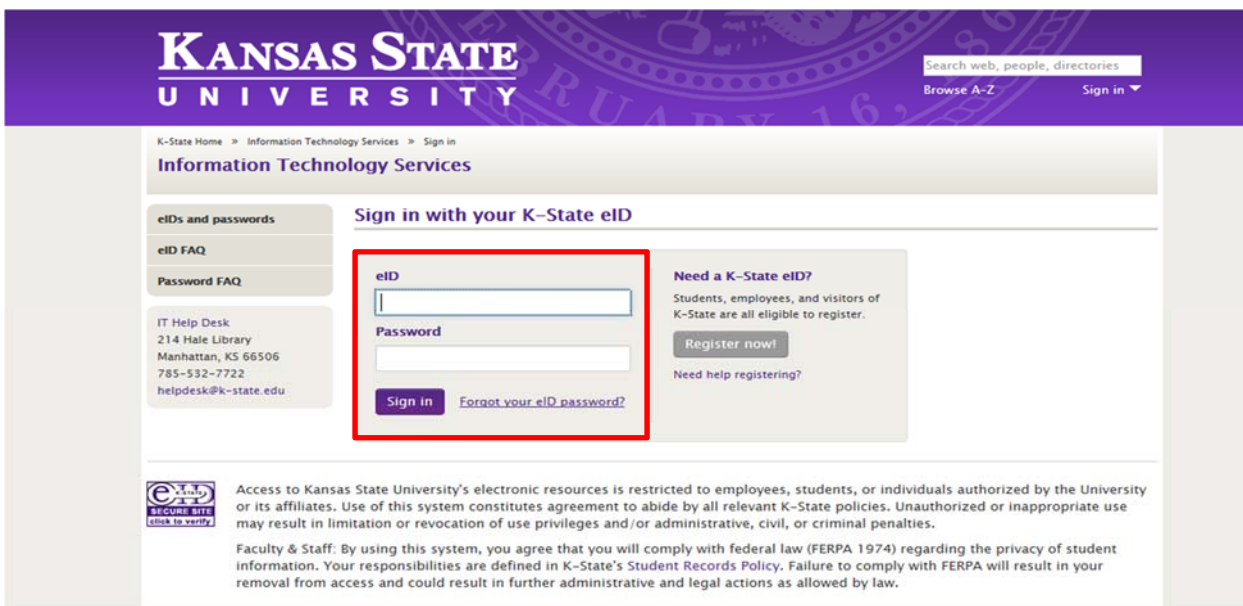 KANSAS STATE
UNIVERSITY
FEBRUARY 16, 186
Search web, people, directories
Browse A-Z
Sign in
K-State Home » Information Technology Services » Sign in
Information Technology Services
eIDs and passwords
eID FAQ
Password FAQ
IT Help Desk
214 Hale Library
Manhattan, KS 66506
785-532-7722
helpdesk@k-state.edu
Sign in with your K-State eID
eID
Password
Sign in
Forgot your eID password?
Need a K-State eID?
Students, employees, and visitors of
K-State are all eligible to register.
Register now!
Need help registering?
eID
K-State
SECURE SITE
click to verify
Access to Kansas State University's electronic resources is restricted to employees, students, or individuals authorized by the University
or its affiliates. Use of this system constitutes agreement to abide by all relevant K-State policies. Unauthorized or inappropriate use
may result in limitation or revocation of use privileges and/or administrative, civil, or criminal penalties.
Faculty & Staff: By using this system, you agree that you will comply with federal law (FERPA 1974) regarding the privacy of student
information. Your responsibilities are defined in K-State's Student Records Policy. Failure to comply with FERPA will result in your
removal from access and could result in further administrative and legal actions as allowed by law.